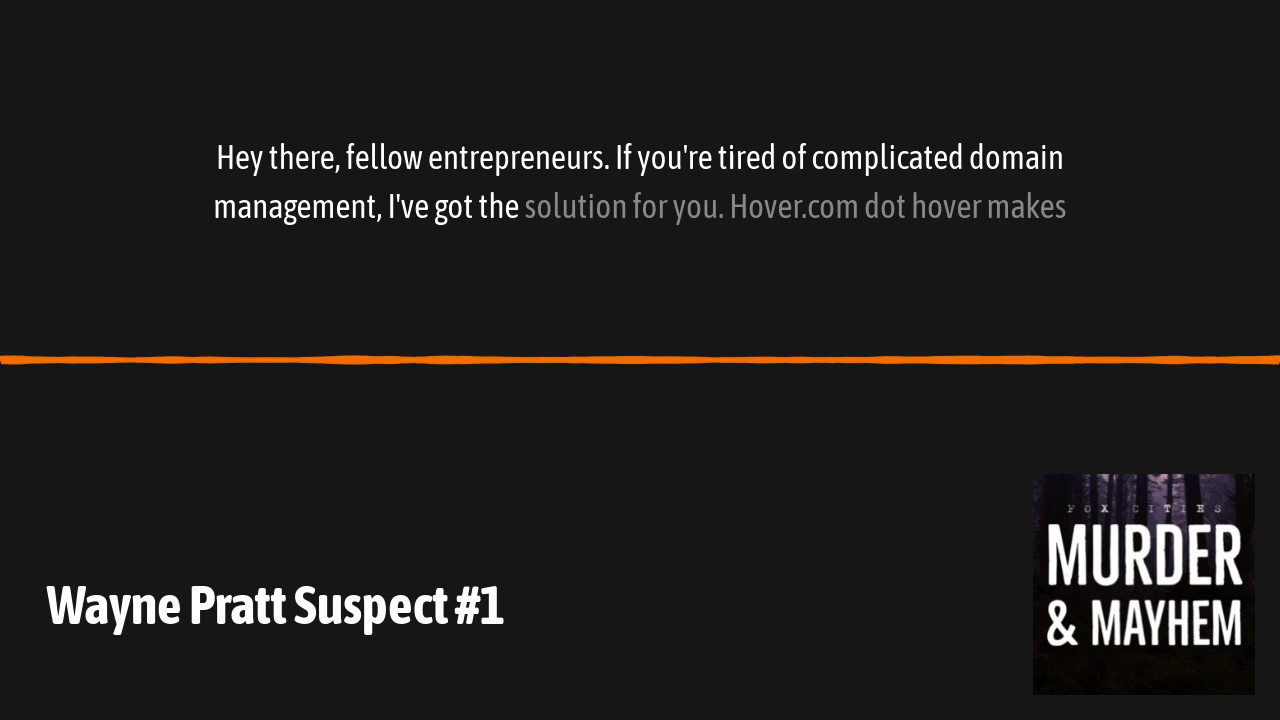 Hey there, fellow entrepreneurs. If you're tired of complicated domain
management, I've got the solution for you. Hover.com dot hover makes
Wayne Pratt Suspect #1
FOX CITIES
MURDER
& MAYHEM